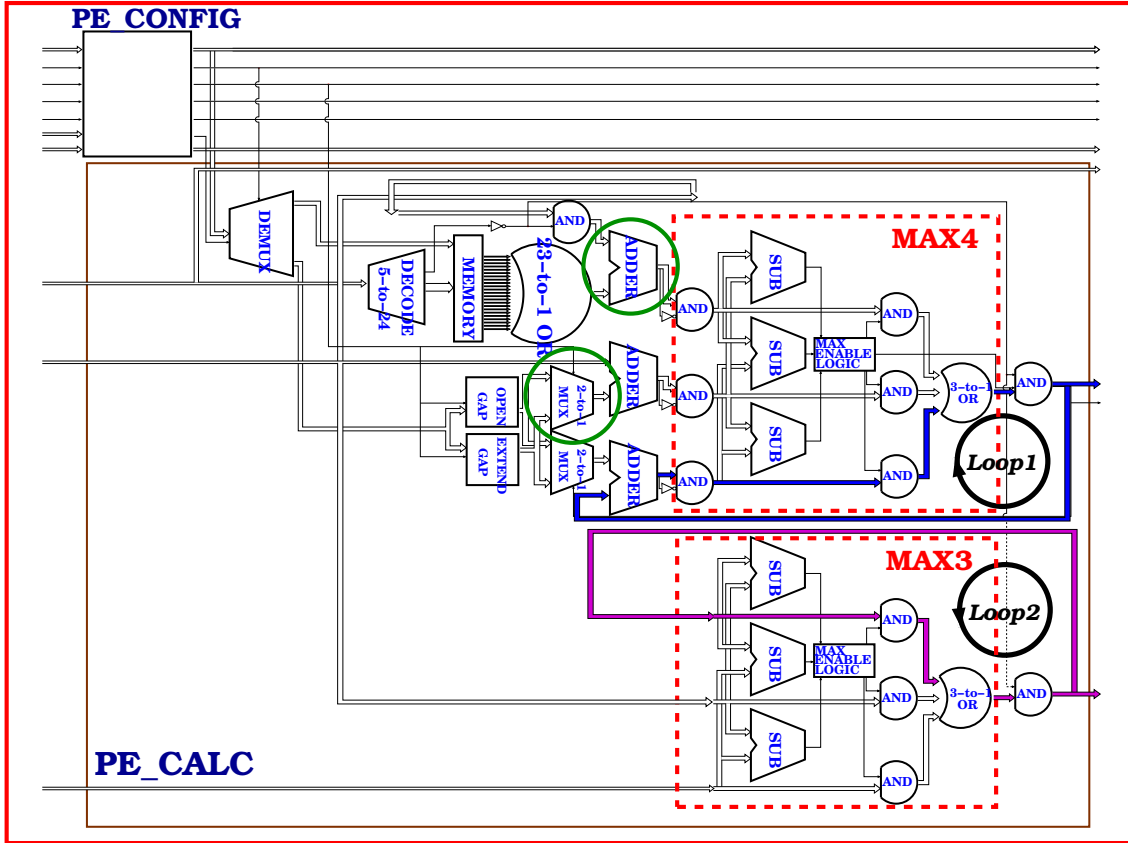 PE_CONFIG
DEMUX
5-to-24
DECODE
MEMORY
23-to-1 OR
AND
ADDER
MAX4
AND
SUB
SUB
SUB
MAX
ENABLE
LOGIC
AND
AND
AND
3-to-1
OR
AND
OPEN
GAP
EXTEND
GAP
2-to-1
MUX
2-to-1
MUX
ADDER
ADDER
AND
AND
Loop1
MAX3
SUB
SUB
SUB
MAX
ENABLE
LOGIC
AND
AND
AND
3-to-1
OR
AND
Loop2
PE_CALC